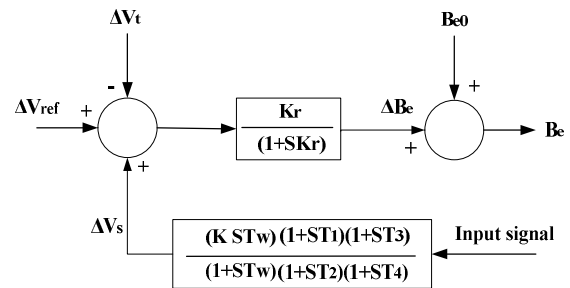 ΔVt
Be0
-
+
ΔVref
+
Kr
(1+SKr)
ΔBe
+
Be
+
ΔVs
(K STw)(1+ST1)(1+ST3)
(1+STw)(1+ST2)(1+ST4)
Input signal